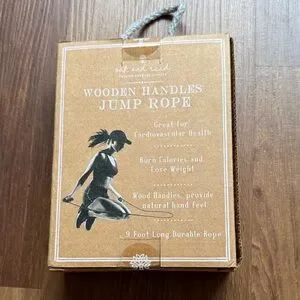 WOODEN HANDLES
JUMP ROPE
Great for
Cardiovascular Health
Burn Calories and
Lose Weight
Wood Handles, provide
natural hand feel
9 Foot Long Durable Rope